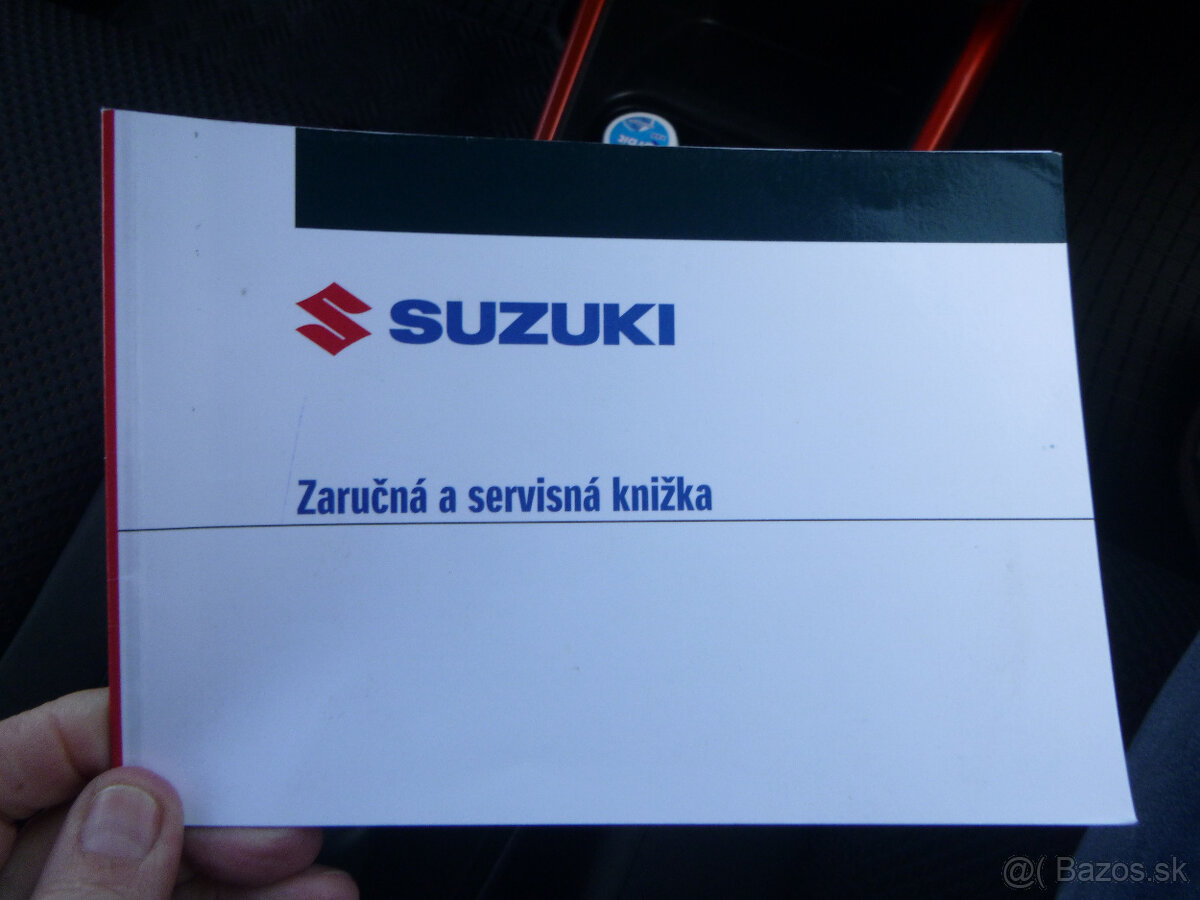 SUZUKI
Zaručná a servisná knižka
@( Bazos.sk